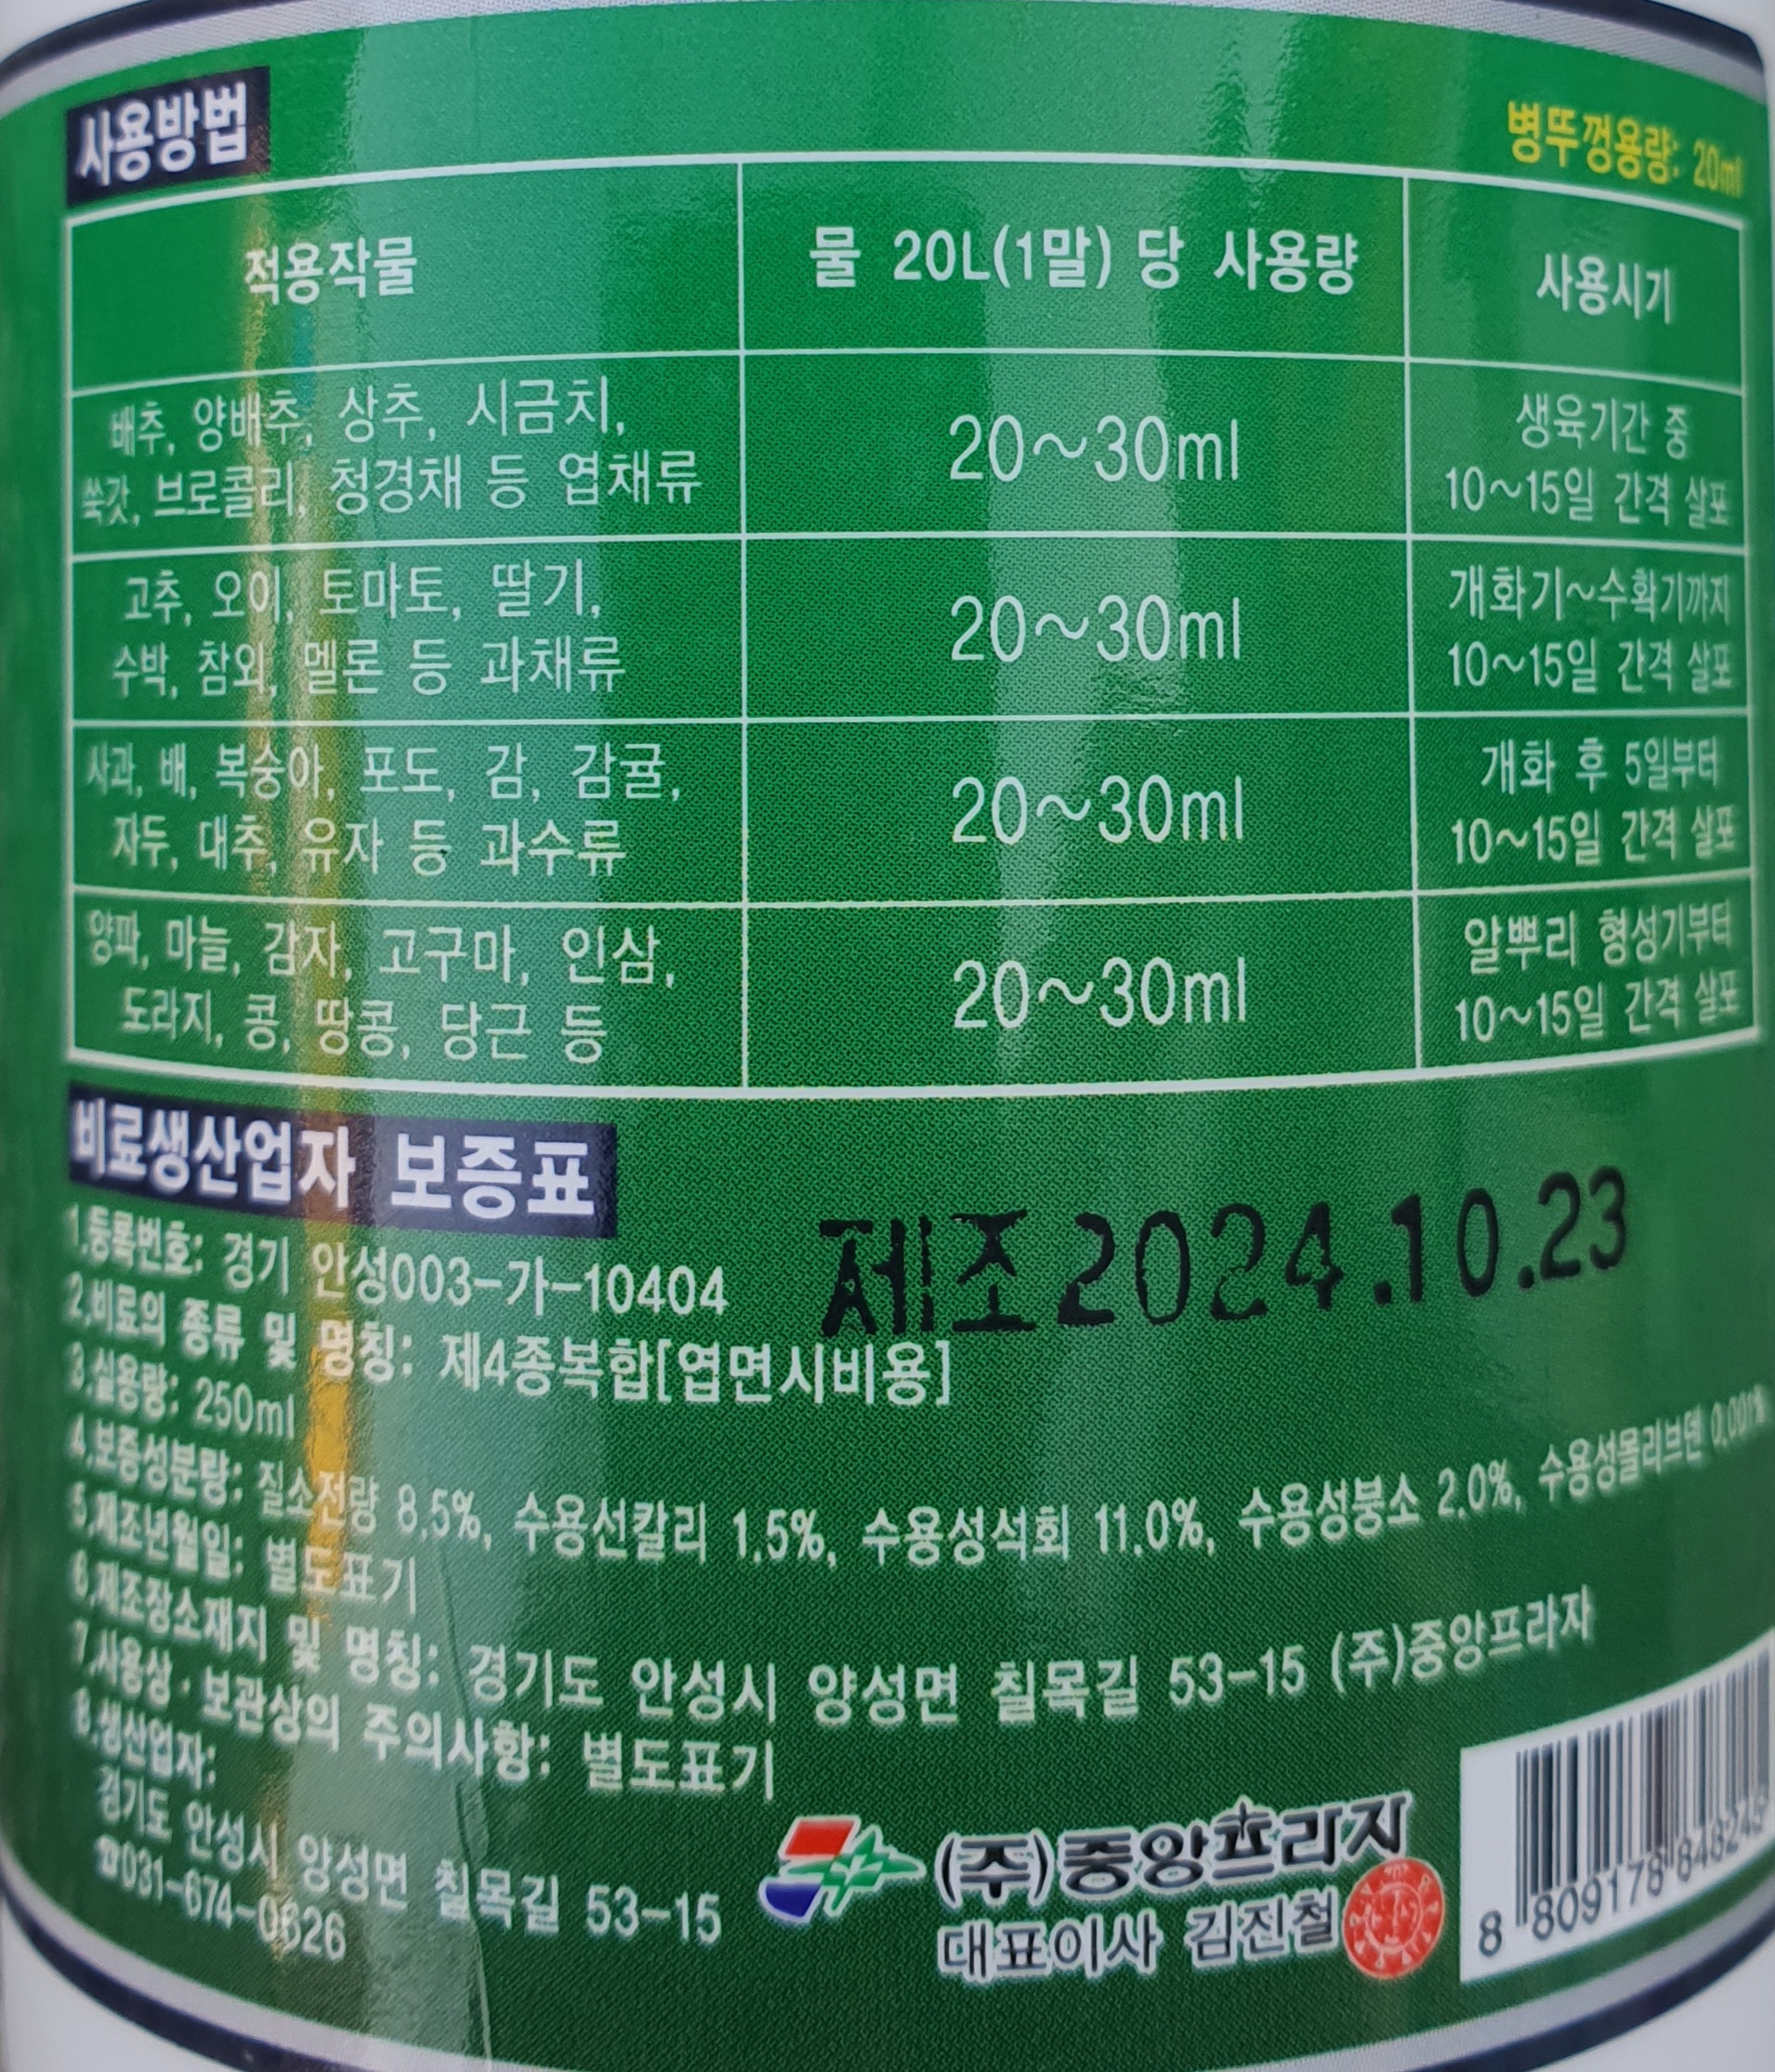 사용방법
병뚜껑용량: 20ml
적용작물
물 20L(1말) 당 사용량
사용시기
배추, 양배추, 상추, 시금치,
쑥갓, 브로콜리, 청경채 등 엽채류
20~30ml
생육기간 중
10~15일 간격 살포
고추, 오이, 토마토, 딸기,
수박, 참외, 멜론 등 과채류
20~30ml
개화기~수확기까지
10~15일 간격 살포
사과, 배, 복숭아, 포도, 감, 감귤,
자두, 대추, 유자 등 과수류
20~30ml
개화 후 5일부터
10~15일 간격 살포
양파, 마늘, 감자, 고구마, 인삼,
도라지, 콩, 땅콩, 당근 등
20~30ml
알뿌리 형성기부터
10~15일 간격 살포
비료생산업자 보증표
제조2024.10.23
1.등록번호: 경기 안성003-가-10404
2.비료의 종류 및 명칭: 제4종복합[엽면시비용]
3.실용량: 250ml
4.보증성분량: 질소전량 8.5%, 수용선칼리 1.5%, 수용성석회 11.0%, 수용성붕소 2.0%, 수용성몰리브덴 0.001%
5.제조년월일: 별도표기
6.제조장소재지 및 명칭: 경기도 안성시 양성면 칠목길 53-15 (주)중앙프라자
7.사용상·보관상의 주의사항: 별도표기
8.생산업자:
경기도 안성시 양성면 칠목길 53-15
☎031-674-0626
(주)중앙프라자
대표이사 김진철
8 809178 848243